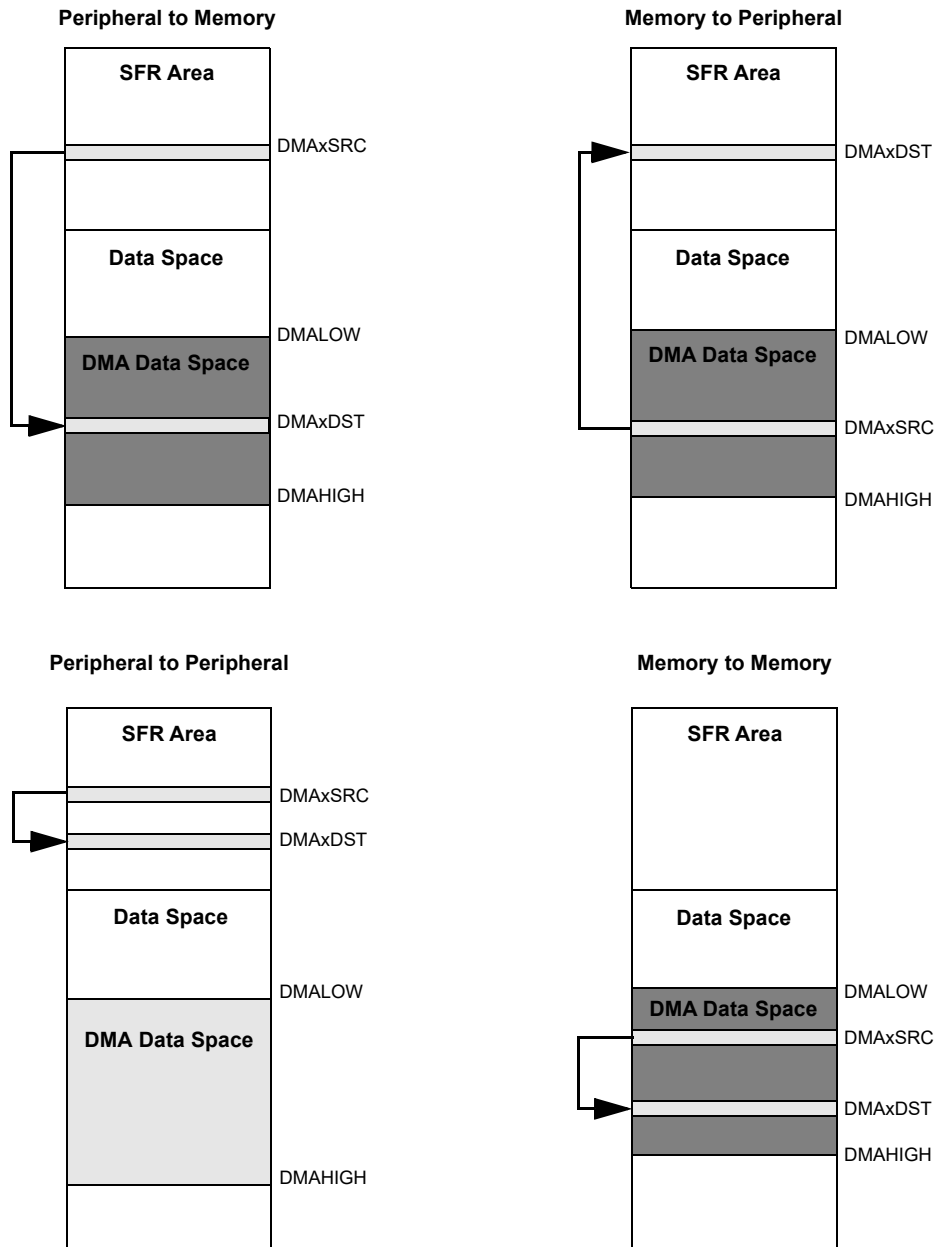 Peripheral to Memory
SFR Area
DMAxSRC
Data Space
DMALOW
DMA Data Space
DMAxDST
DMAHIGH
Memory to Peripheral
SFR Area
DMAxDST
Data Space
DMALOW
DMA Data Space
DMAxSRC
DMAHIGH
Peripheral to Peripheral
SFR Area
DMAxSRC
DMAxDST
Data Space
DMALOW
DMA Data Space
DMAHIGH
Memory to Memory
SFR Area
Data Space
DMALOW
DMA Data Space
DMAxSRC
DMAxDST
DMAHIGH